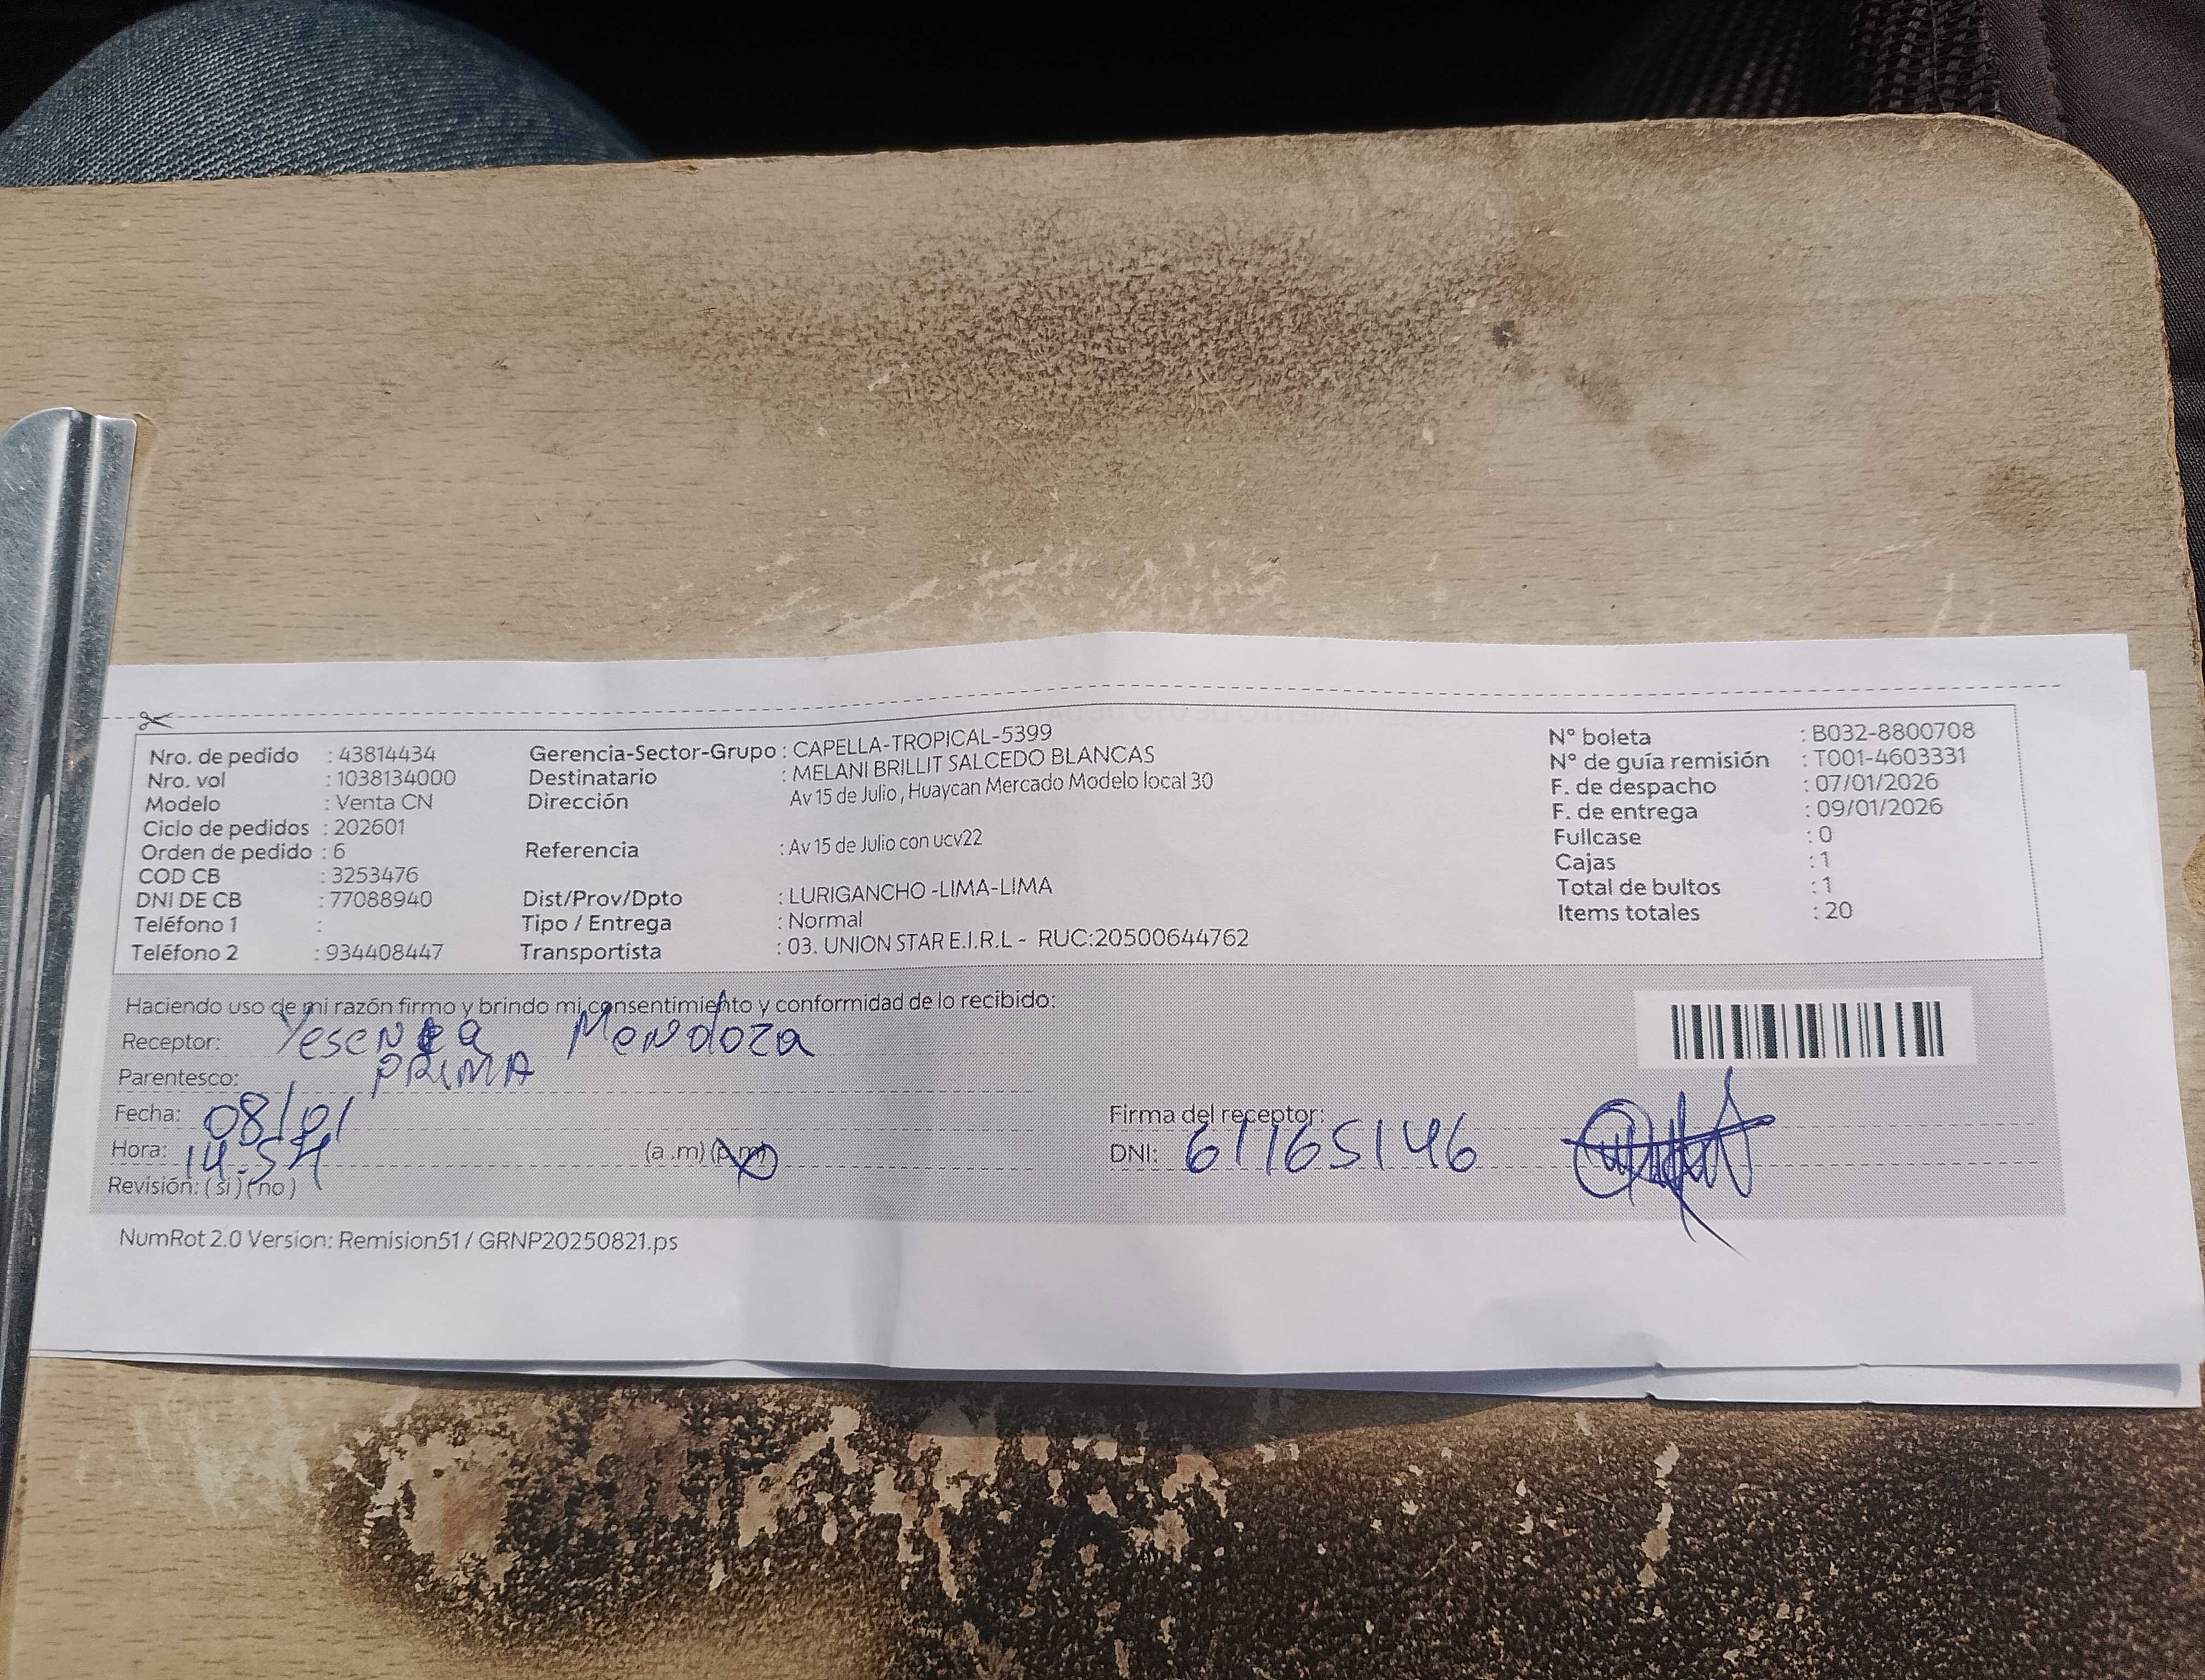 Nro. de pedido : 43814434
Nro. vol : 1038134000
Modelo : Venta CN
Ciclo de pedidos : 202601
Orden de pedido : 6
COD CB : 3253476
DNI DE CB : 77088940
Teléfono 1 :
Teléfono 2 : 934408447
Gerencia-Sector-Grupo : CAPELLA-TROPICAL-5399
Destinatario : MELANI BRILLIT SALCEDO BLANCAS
Dirección Av 15 de Julio , Huaycan Mercado Modelo local 30
Referencia : Av 15 de Julio con ucv22
Dist/Prov/Dpto : LURIGANCHO -LIMA-LIMA
Tipo / Entrega : Normal
Transportista : 03. UNION STAR E.I.R.L - RUC:20500644762
N° boleta : B032-8800708
N° de guía remisión : T001-4603331
F. de despacho : 07/01/2026
F. de entrega : 09/01/2026
Fullcase : 0
Cajas : 1
Total de bultos : 1
Items totales : 20
Haciendo uso de mi razón firmo y brindo mi consentimiento y conformidad de lo recibido:
Receptor: Yesenia Mendoza
Parentesco: PRIMA
Fecha: 08/01
Hora: 14:54 (a .m) (p.m)
Revisión: ( si ) ( no )
Firma del receptor:
DNI: 61165146
NumRot 2.0 Version: Remision51 / GRNP20250821.ps